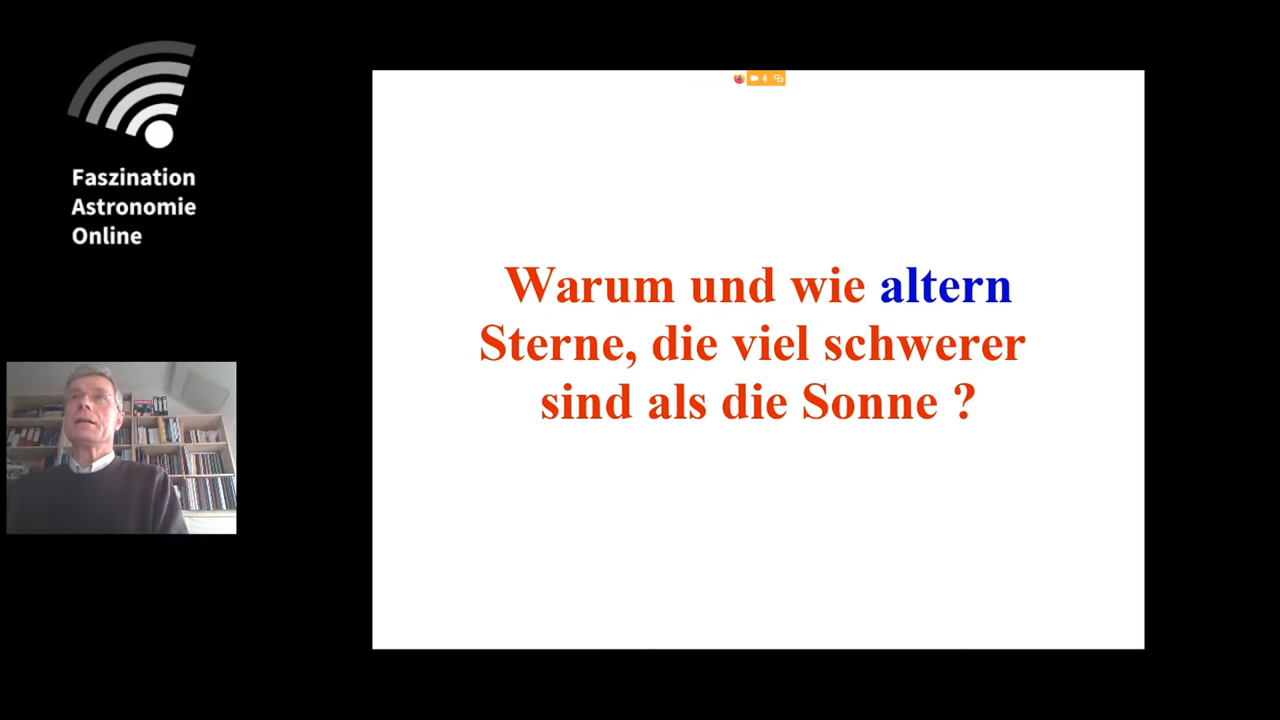 Faszination
Astronomie
Online
Warum und wie altern
Sterne, die viel schwerer
sind als die Sonne ?